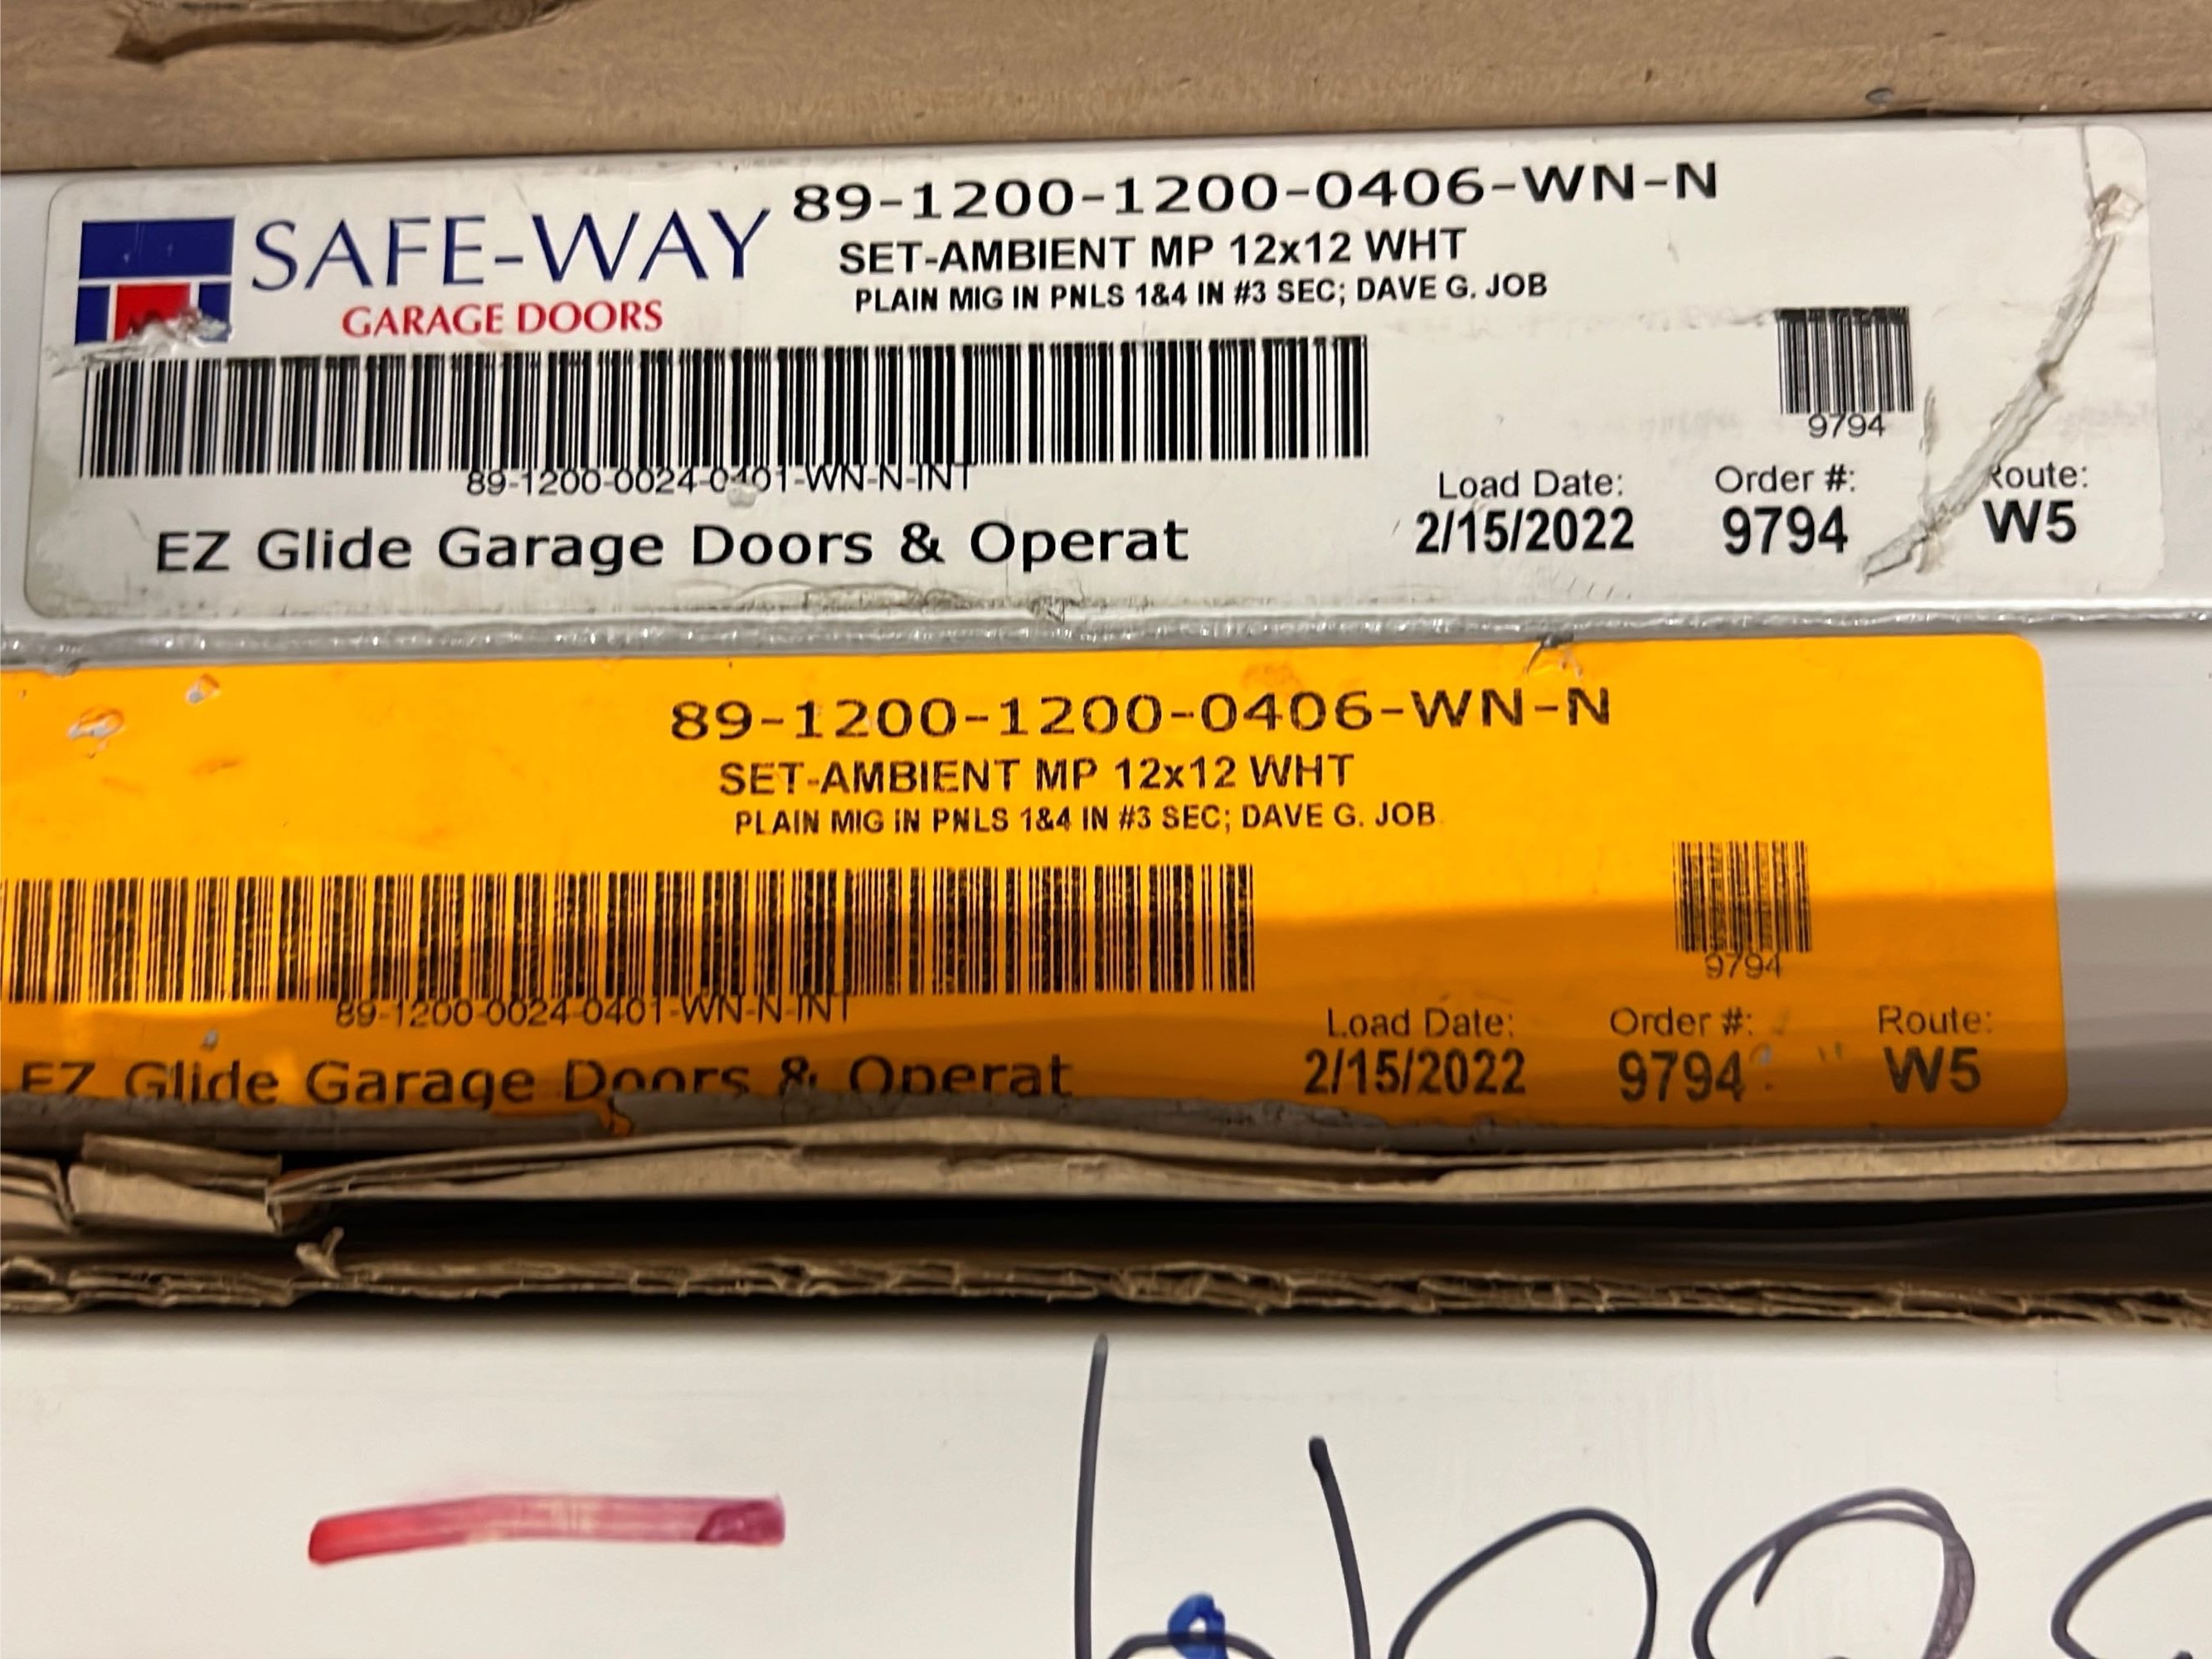 SAFE-WAY
GARAGE DOORS
89-1200-1200-0406-WN-N
SET-AMBIENT MP 12x12 WHT
PLAIN MIG IN PNLS 1&4 IN #3 SEC; DAVE G. JOB
9794
89-1200-0024-0401-WN-N-INT
Load Date: Order #: Route:
2/15/2022 9794 W5
EZ Glide Garage Doors & Operat
89-1200-1200-0406-WN-N
SET-AMBIENT MP 12x12 WHT
PLAIN MIG IN PNLS 1&4 IN #3 SEC; DAVE G. JOB
9794
89-1200-0024-0401-WN-N-INT
Load Date: Order #: Route:
2/15/2022 9794 W5
EZ Glide Garage Doors & Operat